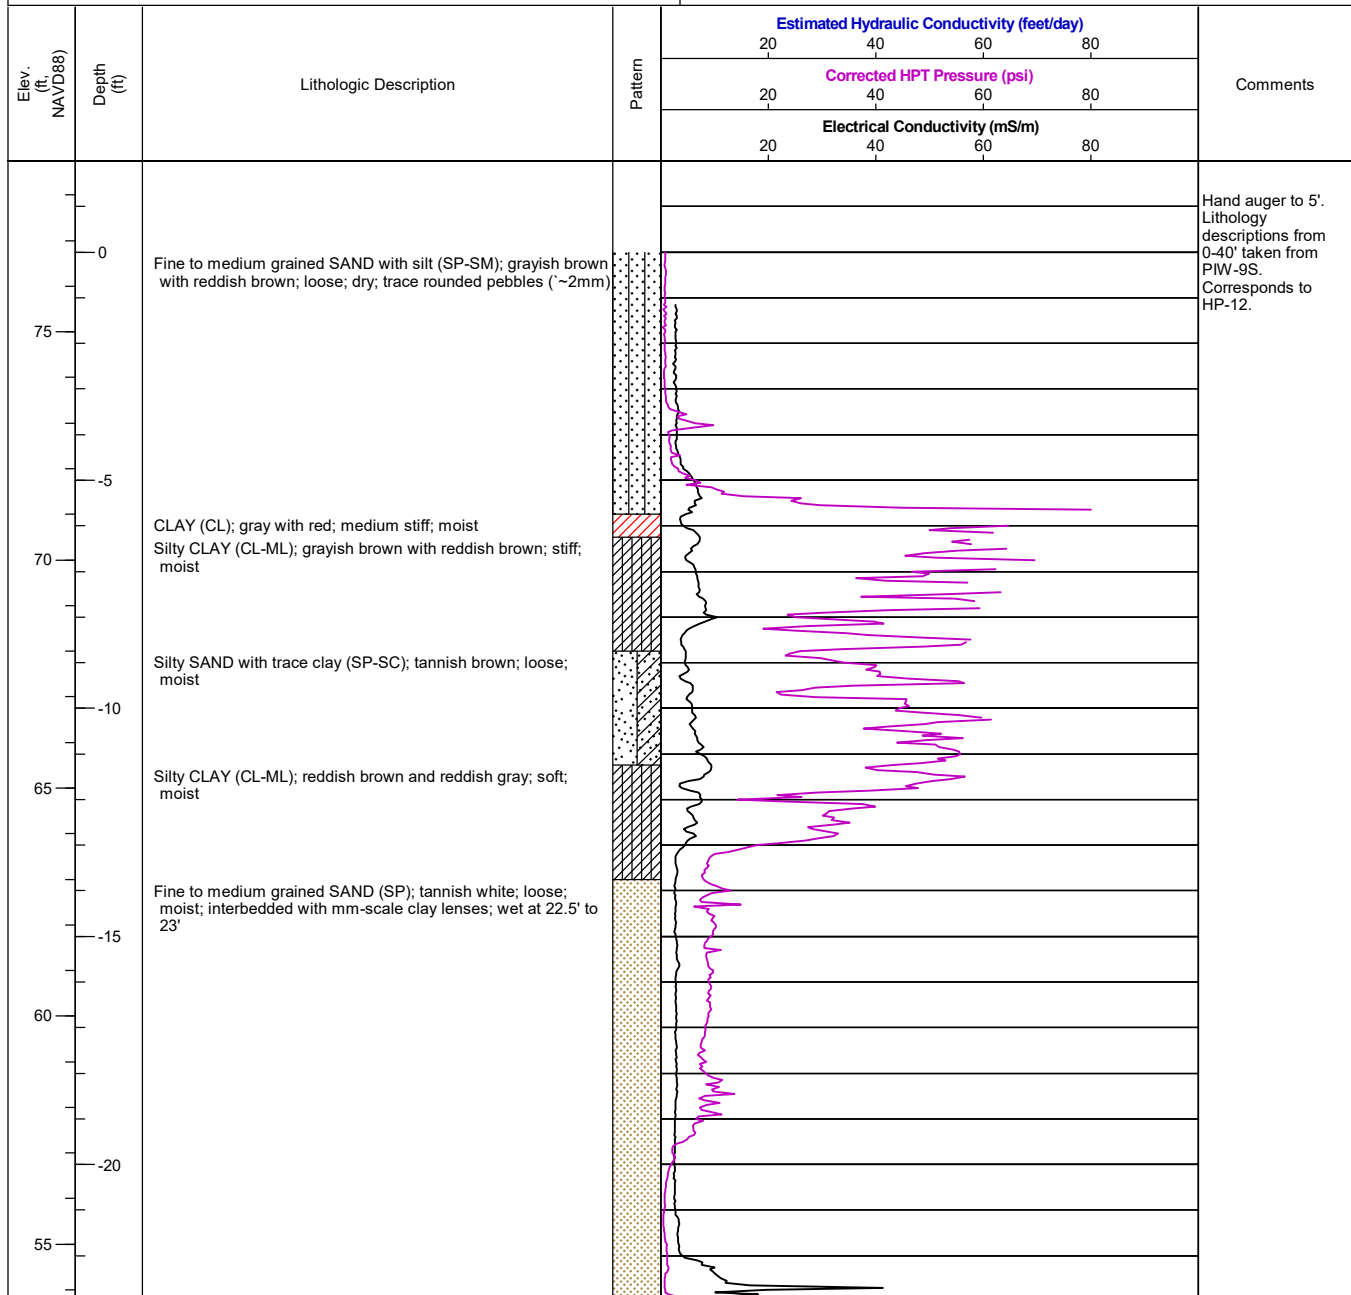 Elev.
(ft,
NAVD88)
Depth
(ft)
Lithologic Description
Pattern
Estimated Hydraulic Conductivity (feet/day)
20 40 60 80
Corrected HPT Pressure (psi)
20 40 60 80
Electrical Conductivity (mS/m)
20 40 60 80
Comments
Hand auger to 5'.
Lithology
descriptions from
0-40' taken from
PIW-9S.
Corresponds to
HP-12.
0
Fine to medium grained SAND with silt (SP-SM); grayish brown
with reddish brown; loose; dry; trace rounded pebbles (`~2mm)
75
-5
CLAY (CL); gray with red; medium stiff; moist
Silty CLAY (CL-ML); grayish brown with reddish brown; stiff;
moist
70
Silty SAND with trace clay (SP-SC); tannish brown; loose;
moist
-10
Silty CLAY (CL-ML); reddish brown and reddish gray; soft;
moist
65
Fine to medium grained SAND (SP); tannish white; loose;
moist; interbedded with mm-scale clay lenses; wet at 22.5' to
23'
-15
60
-20
55